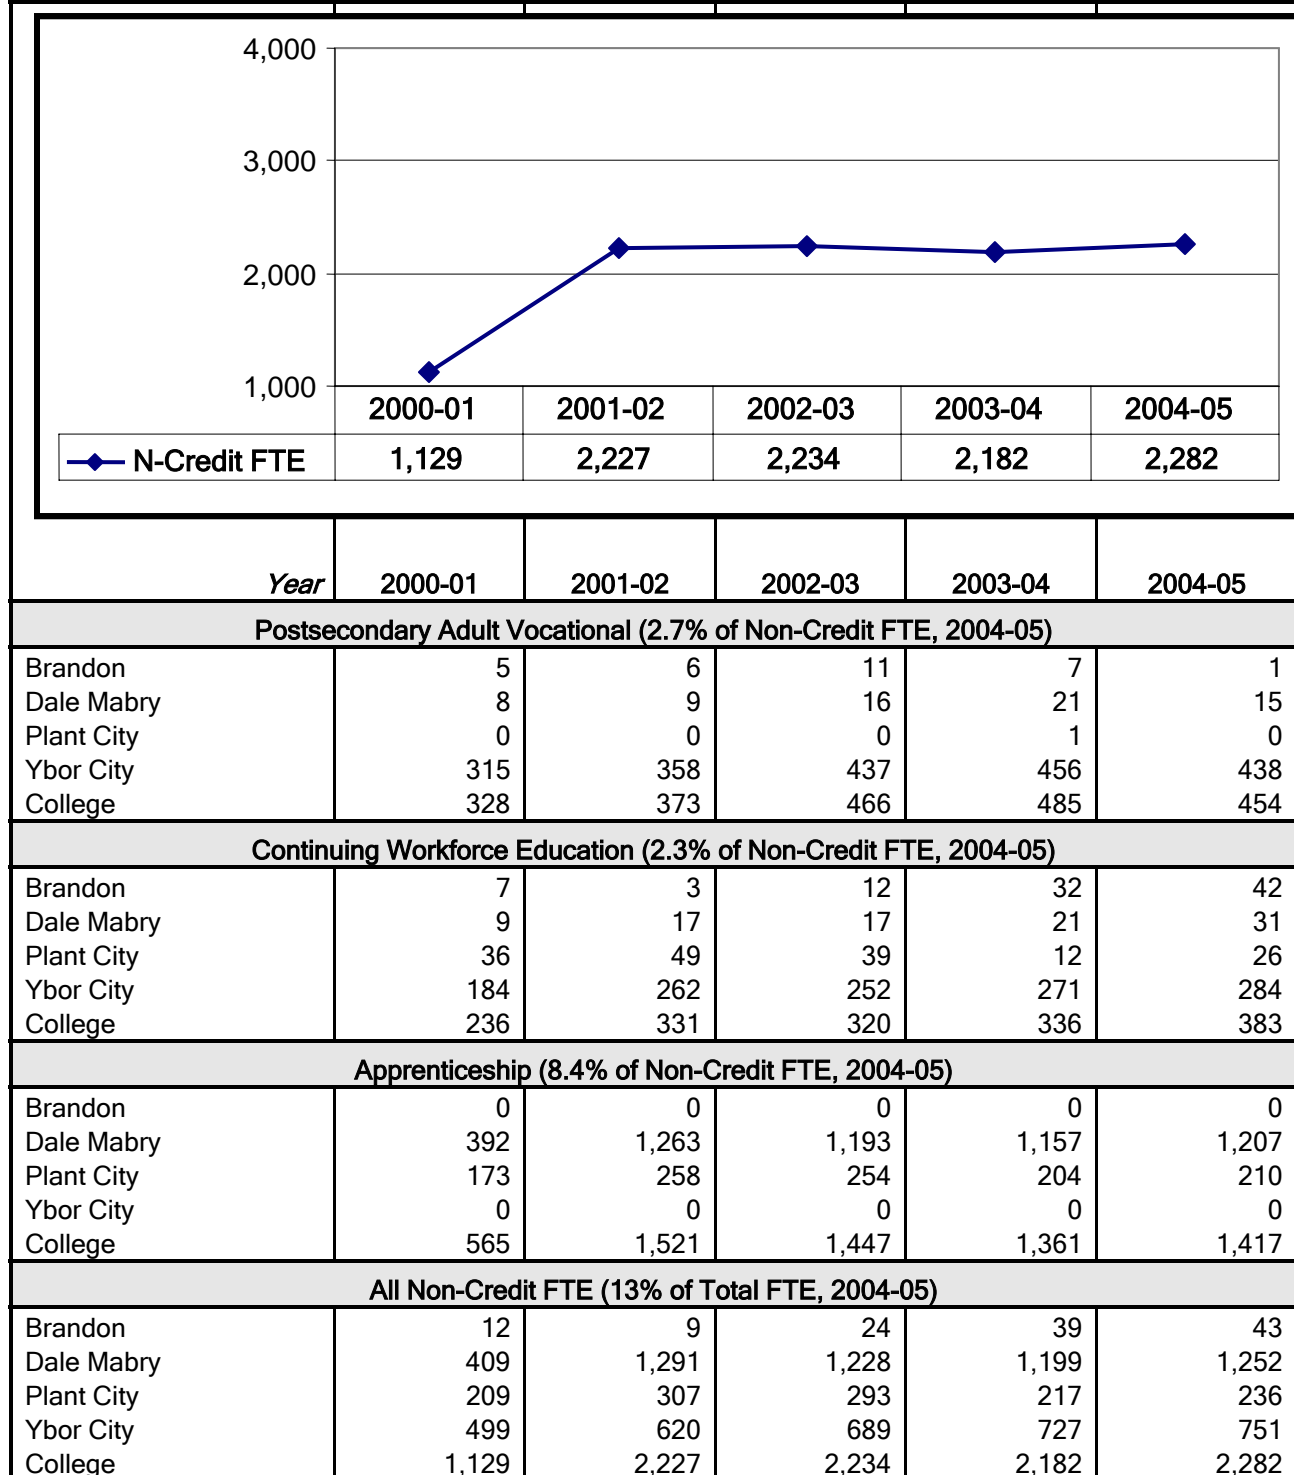 4,000
3,000
2,000
1,000
2000-01 2001-02 2002-03 2003-04 2004-05
N-Credit FTE 1,129 2,227 2,234 2,182 2,282
Year 2000-01 2001-02 2002-03 2003-04 2004-05
Postsecondary Adult Vocational (2.7% of Non-Credit FTE, 2004-05)
Brandon 5 6 11 7 1
Dale Mabry 8 9 16 21 15
Plant City 0 0 0 1 0
Ybor City 315 358 437 456 438
College 328 373 466 485 454
Continuing Workforce Education (2.3% of Non-Credit FTE, 2004-05)
Brandon 7 3 12 32 42
Dale Mabry 9 17 17 21 31
Plant City 36 49 39 12 26
Ybor City 184 262 252 271 284
College 236 331 320 336 383
Apprenticeship (8.4% of Non-Credit FTE, 2004-05)
Brandon 0 0 0 0 0
Dale Mabry 392 1,263 1,193 1,157 1,207
Plant City 173 258 254 204 210
Ybor City 0 0 0 0 0
College 565 1,521 1,447 1,361 1,417
All Non-Credit FTE (13% of Total FTE, 2004-05)
Brandon 12 9 24 39 43
Dale Mabry 409 1,291 1,228 1,199 1,252
Plant City 209 307 293 217 236
Ybor City 499 620 689 727 751
College 1,129 2,227 2,234 2,182 2,282